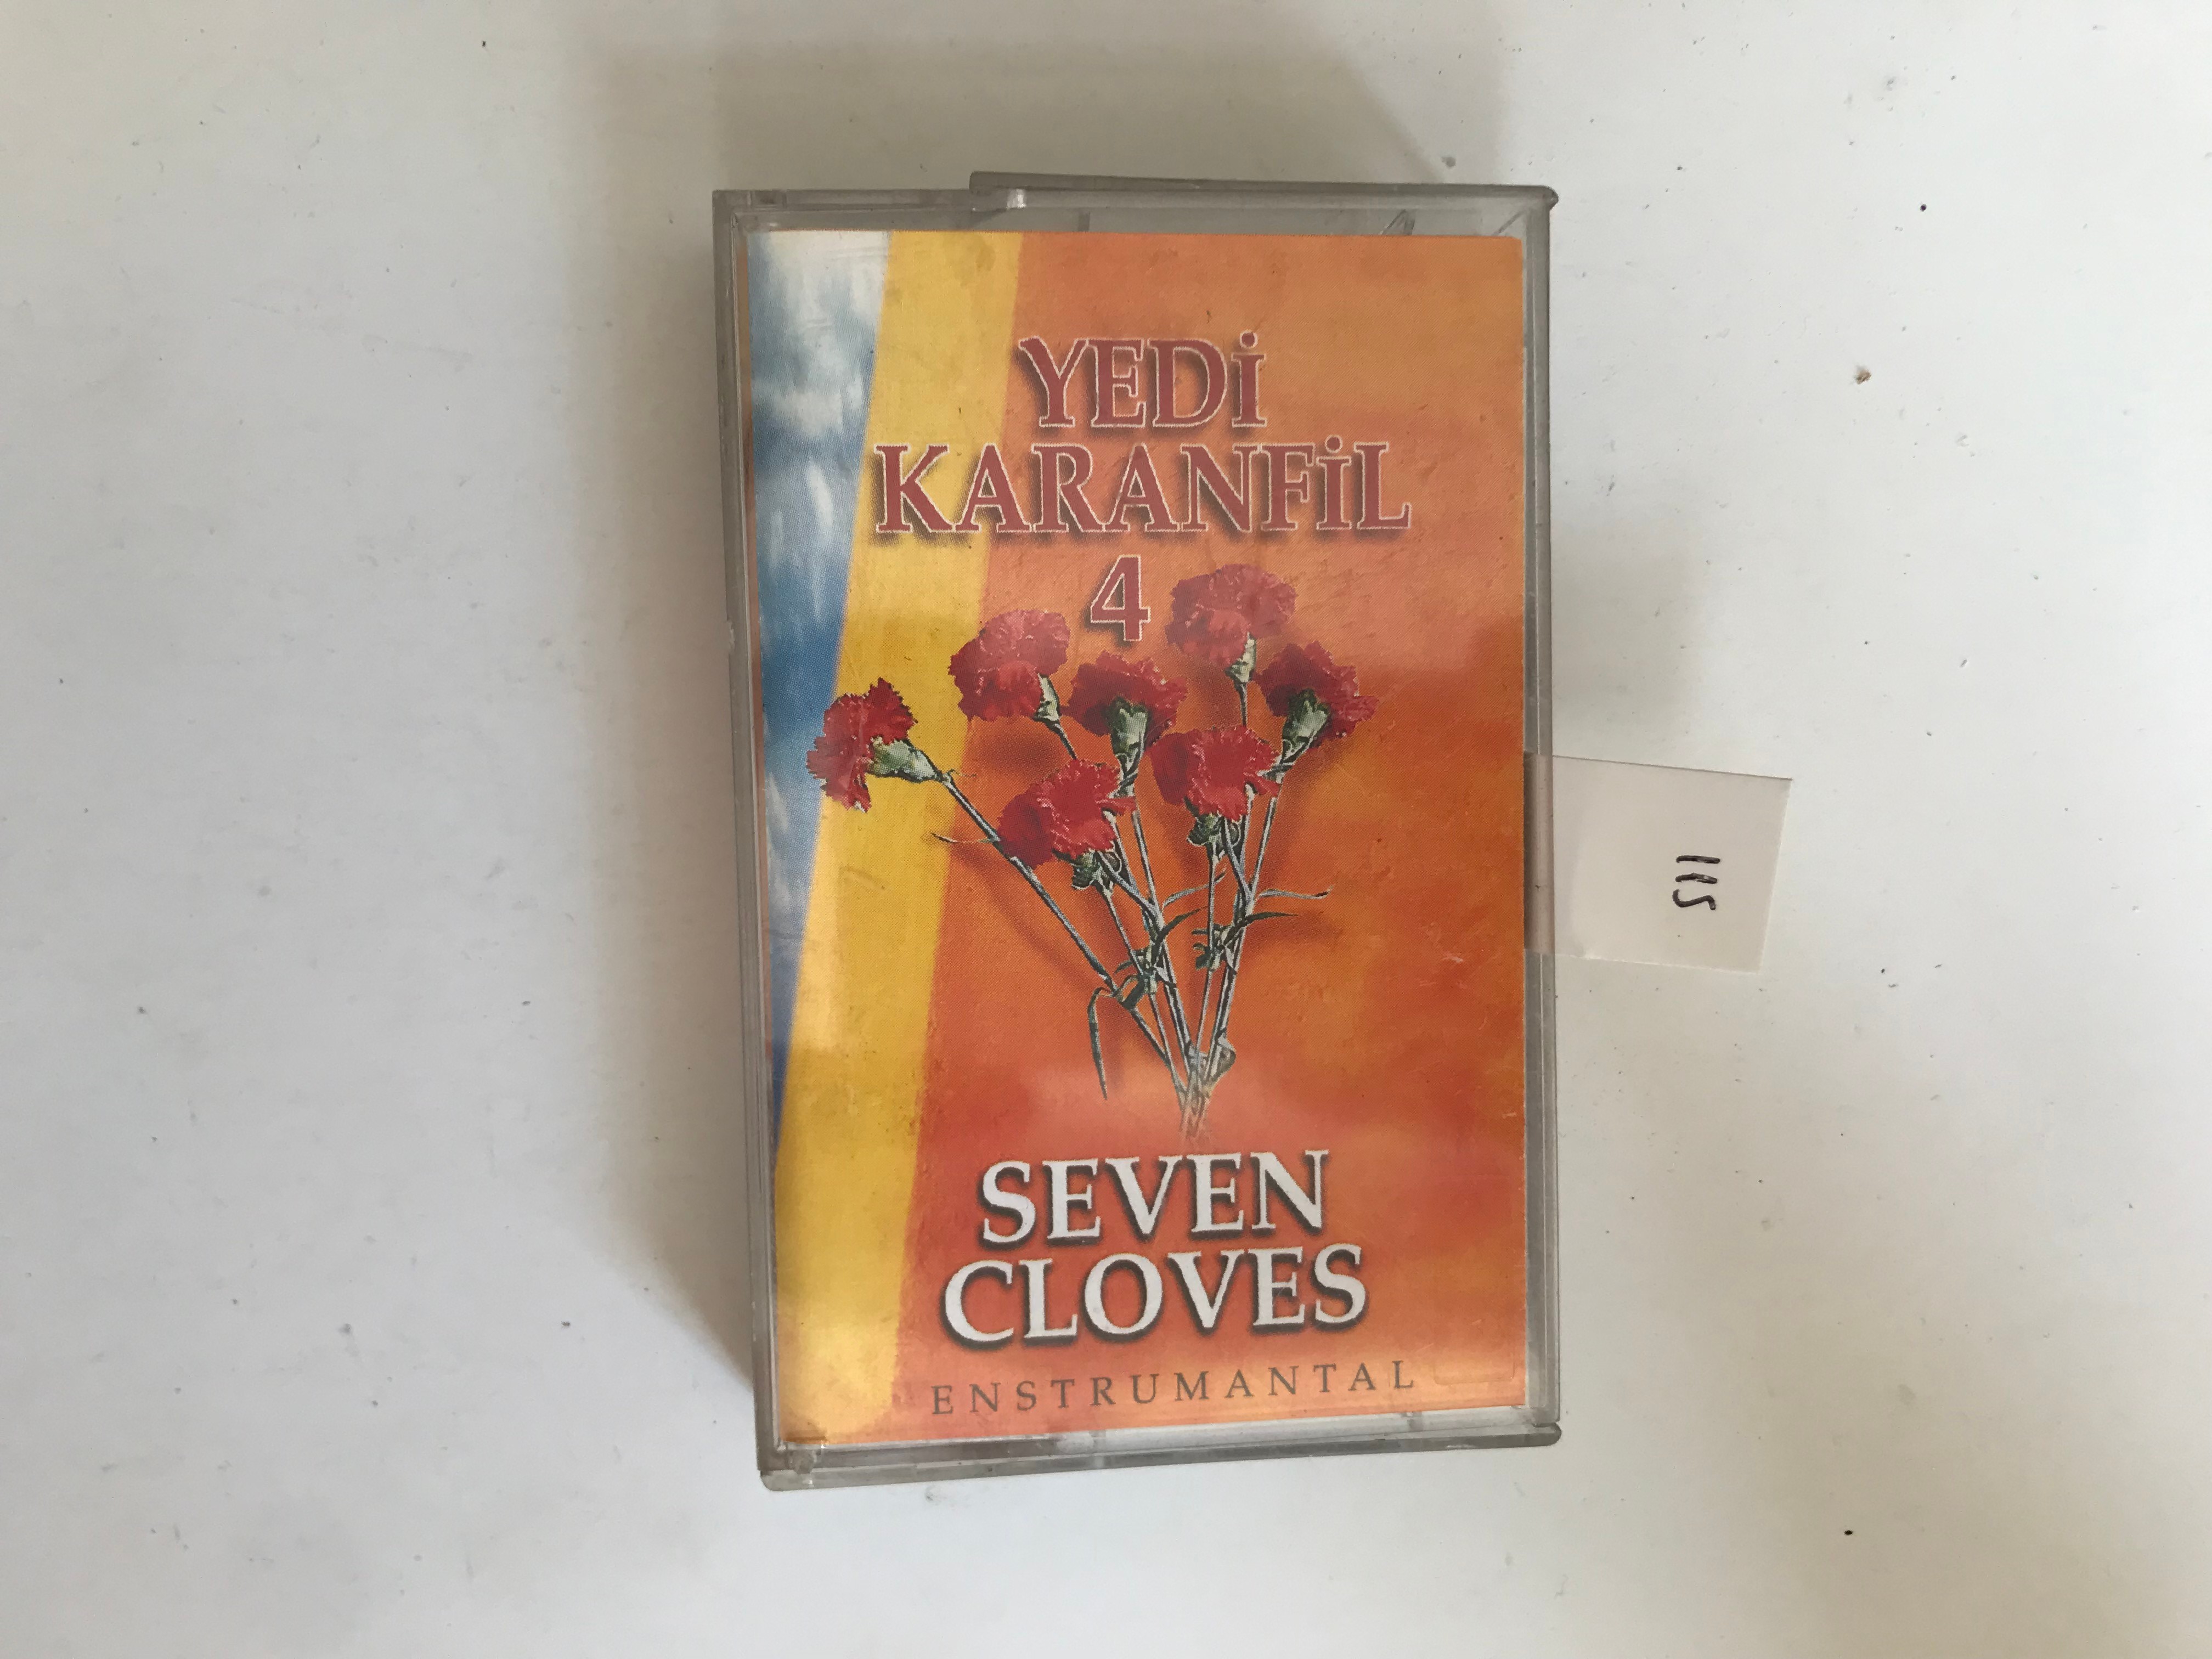 YEDİ
KARANFİL
4
SEVEN
CLOVES
ENSTRUMANTAL
115